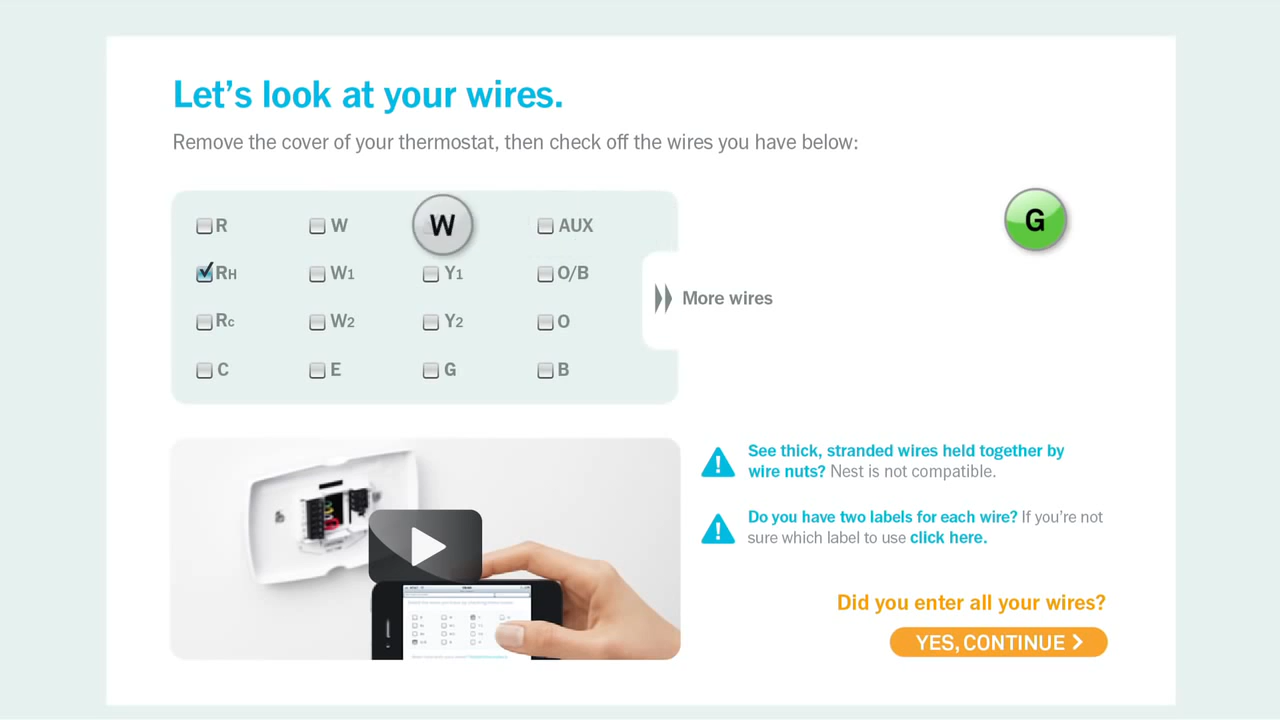 Let's look at your wires.
Remove the cover of your thermostat, then check off the wires you have below:
R W W AUX G
RH W1 Y1 O/B
More wires
Rc W2 Y2 O
C E G B
See thick, stranded wires held together by
wire nuts? Nest is not compatible.
Do you have two labels for each wire? If you're not
sure which label to use click here.
Did you enter all your wires?
YES, CONTINUE